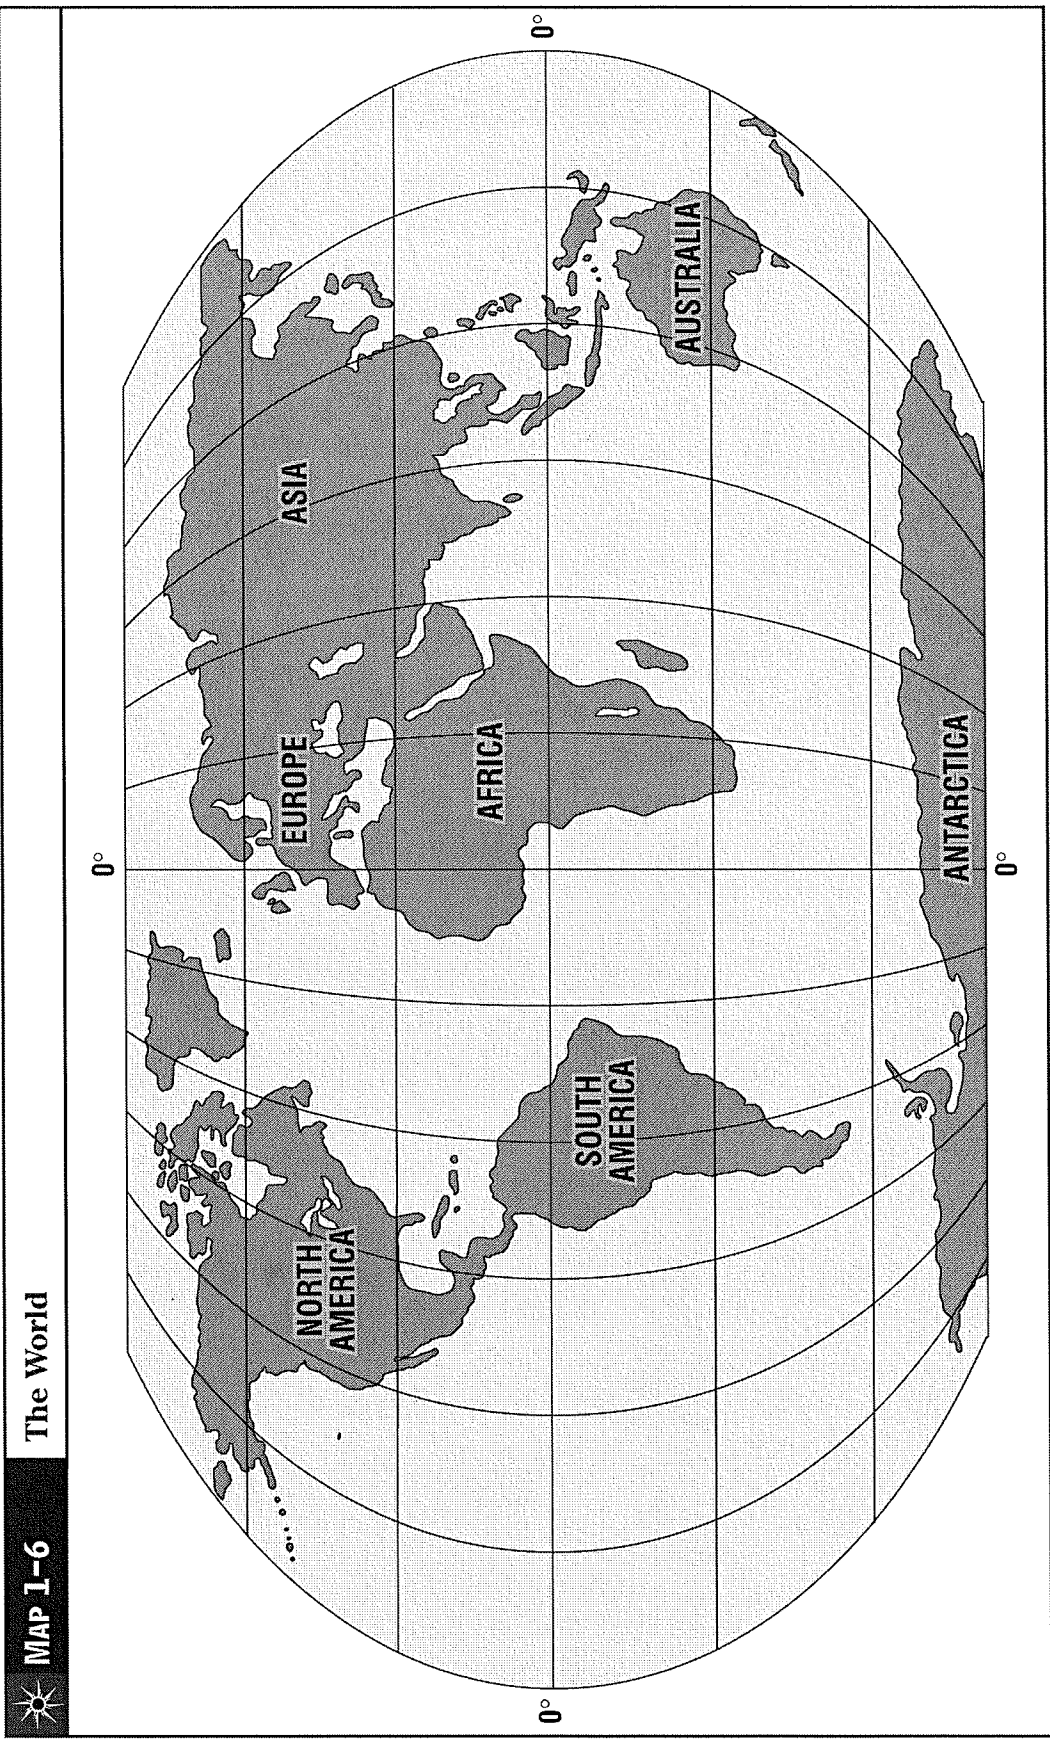 MAP 1–6
The World
0°
NORTH
AMERICA
EUROPE
ASIA
AFRICA
0°
0°
SOUTH
AMERICA
AUSTRALIA
ANTARCTICA
0°